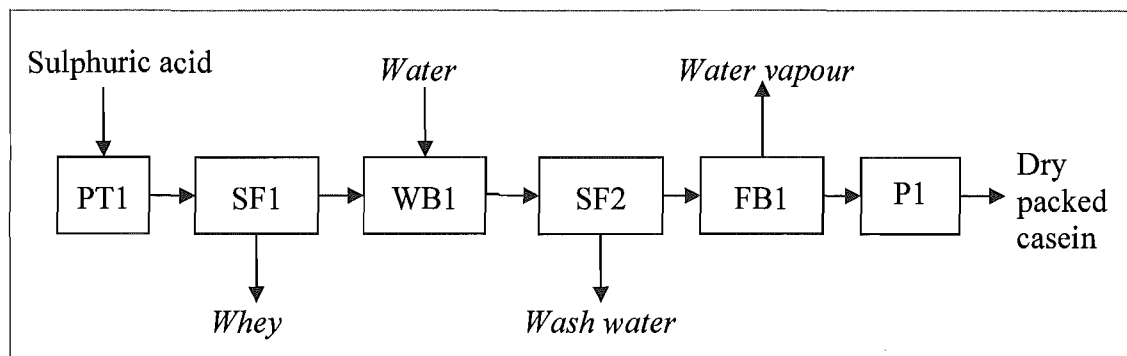 Sulphuric acid
Water
Water vapour
PT1
SF1
WB1
SF2
FB1
P1
Dry
packed
casein
Whey
Wash water